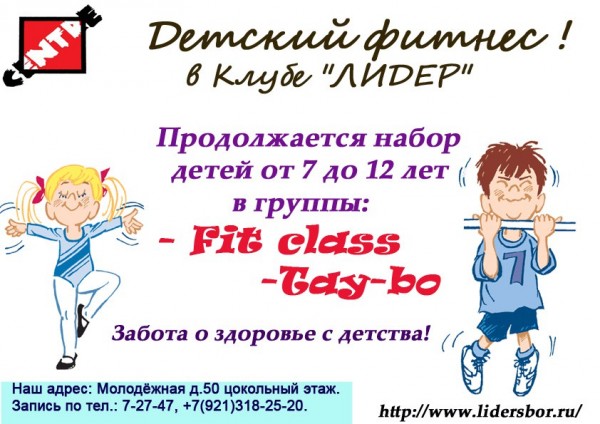 CENTRE
Детский фитнес !
в Клубе "ЛИДЕР"
Продолжается набор
детей от 7 до 12 лет
в группы:
- Fit class
-Tay-bo
7
Забота о здоровье с детства!
Наш адрес: Молодёжная д.50 цокольный этаж.
Запись по тел.: 7-27-47, +7(921)318-25-20.
http://www.lidersbor.ru/